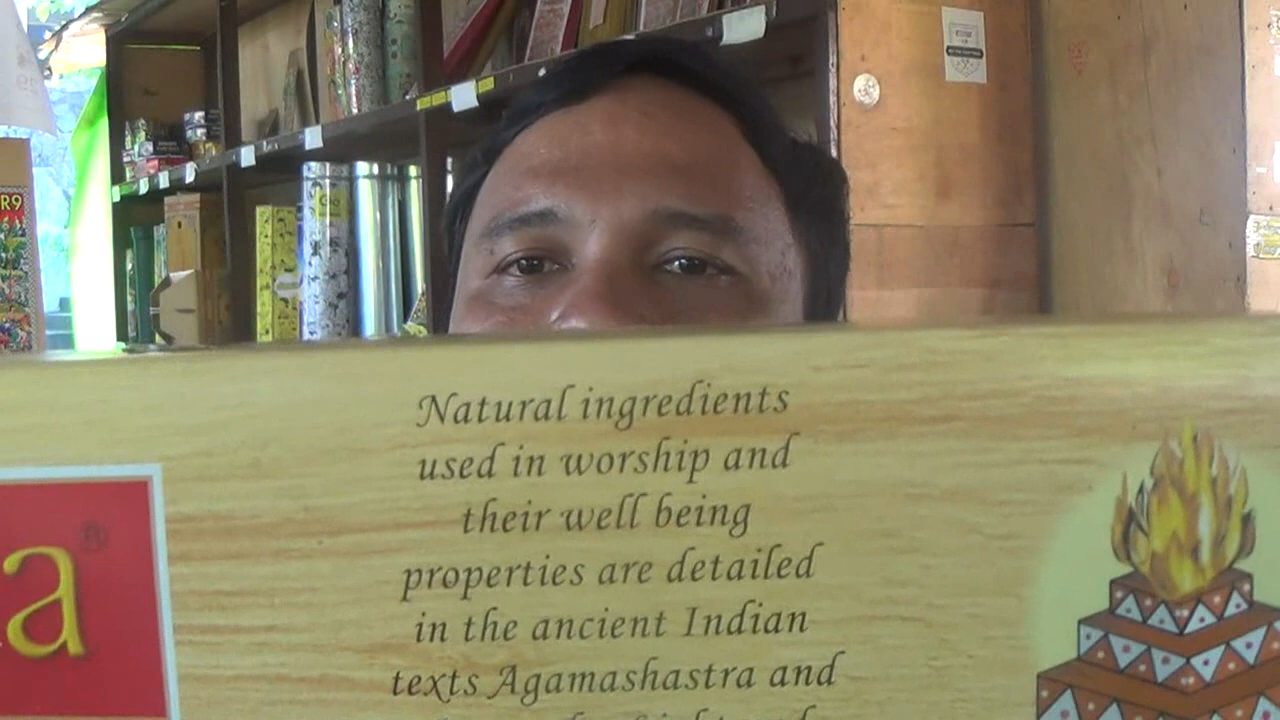 R9
a®
Natural ingredients
used in worship and
their well being
properties are detailed
in the ancient Indian
texts Agamashastra and